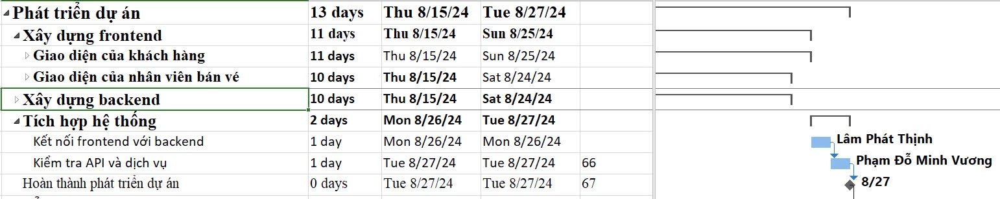 Phát triển dự án 13 days Thu 8/15/24 Tue 8/27/24
Xây dựng frontend 11 days Thu 8/15/24 Sun 8/25/24
Giao diện của khách hàng 11 days Thu 8/15/24 Sun 8/25/24
Giao diện của nhân viên bán vé 10 days Thu 8/15/24 Sat 8/24/24
Xây dựng backend 10 days Thu 8/15/24 Sat 8/24/24
Tích hợp hệ thống 2 days Mon 8/26/24 Tue 8/27/24
Kết nối frontend với backend 1 day Mon 8/26/24 Mon 8/26/24 Lâm Phát Thịnh
Kiểm tra API và dịch vụ 1 day Tue 8/27/24 Tue 8/27/24 66 Phạm Đỗ Minh Vương
Hoàn thành phát triển dự án 0 days Tue 8/27/24 Tue 8/27/24 67 8/27